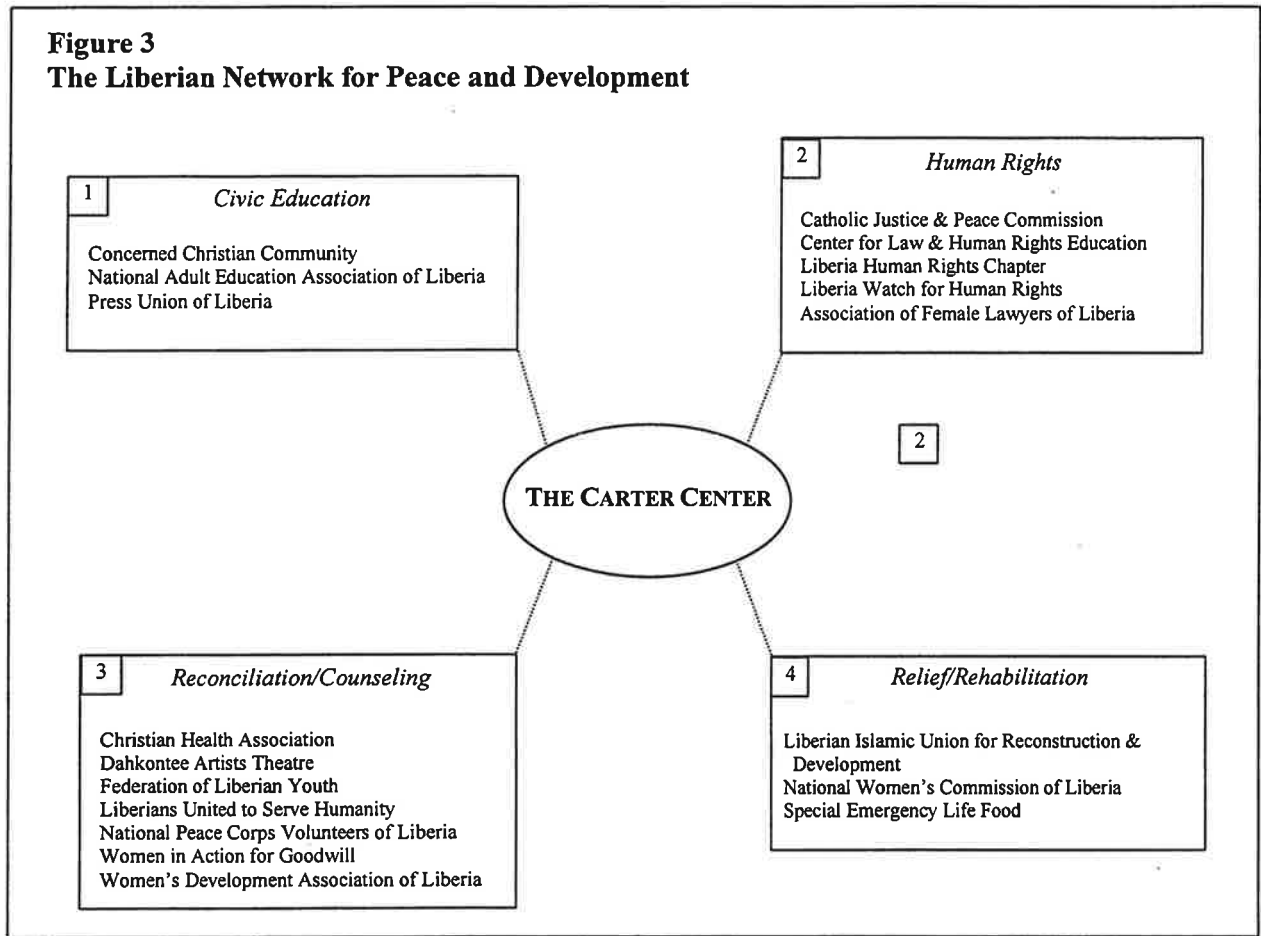 Figure 3
The Liberian Network for Peace and Development
1
Civic Education
Concerned Christian Community
National Adult Education Association of Liberia
Press Union of Liberia
2
Human Rights
Catholic Justice & Peace Commission
Center for Law & Human Rights Education
Liberia Human Rights Chapter
Liberia Watch for Human Rights
Association of Female Lawyers of Liberia
2
THE CARTER CENTER
3
Reconciliation/Counseling
Christian Health Association
Dahkontee Artists Theatre
Federation of Liberian Youth
Liberians United to Serve Humanity
National Peace Corps Volunteers of Liberia
Women in Action for Goodwill
Women's Development Association of Liberia
4
Relief/Rehabilitation
Liberian Islamic Union for Reconstruction &
Development
National Women's Commission of Liberia
Special Emergency Life Food